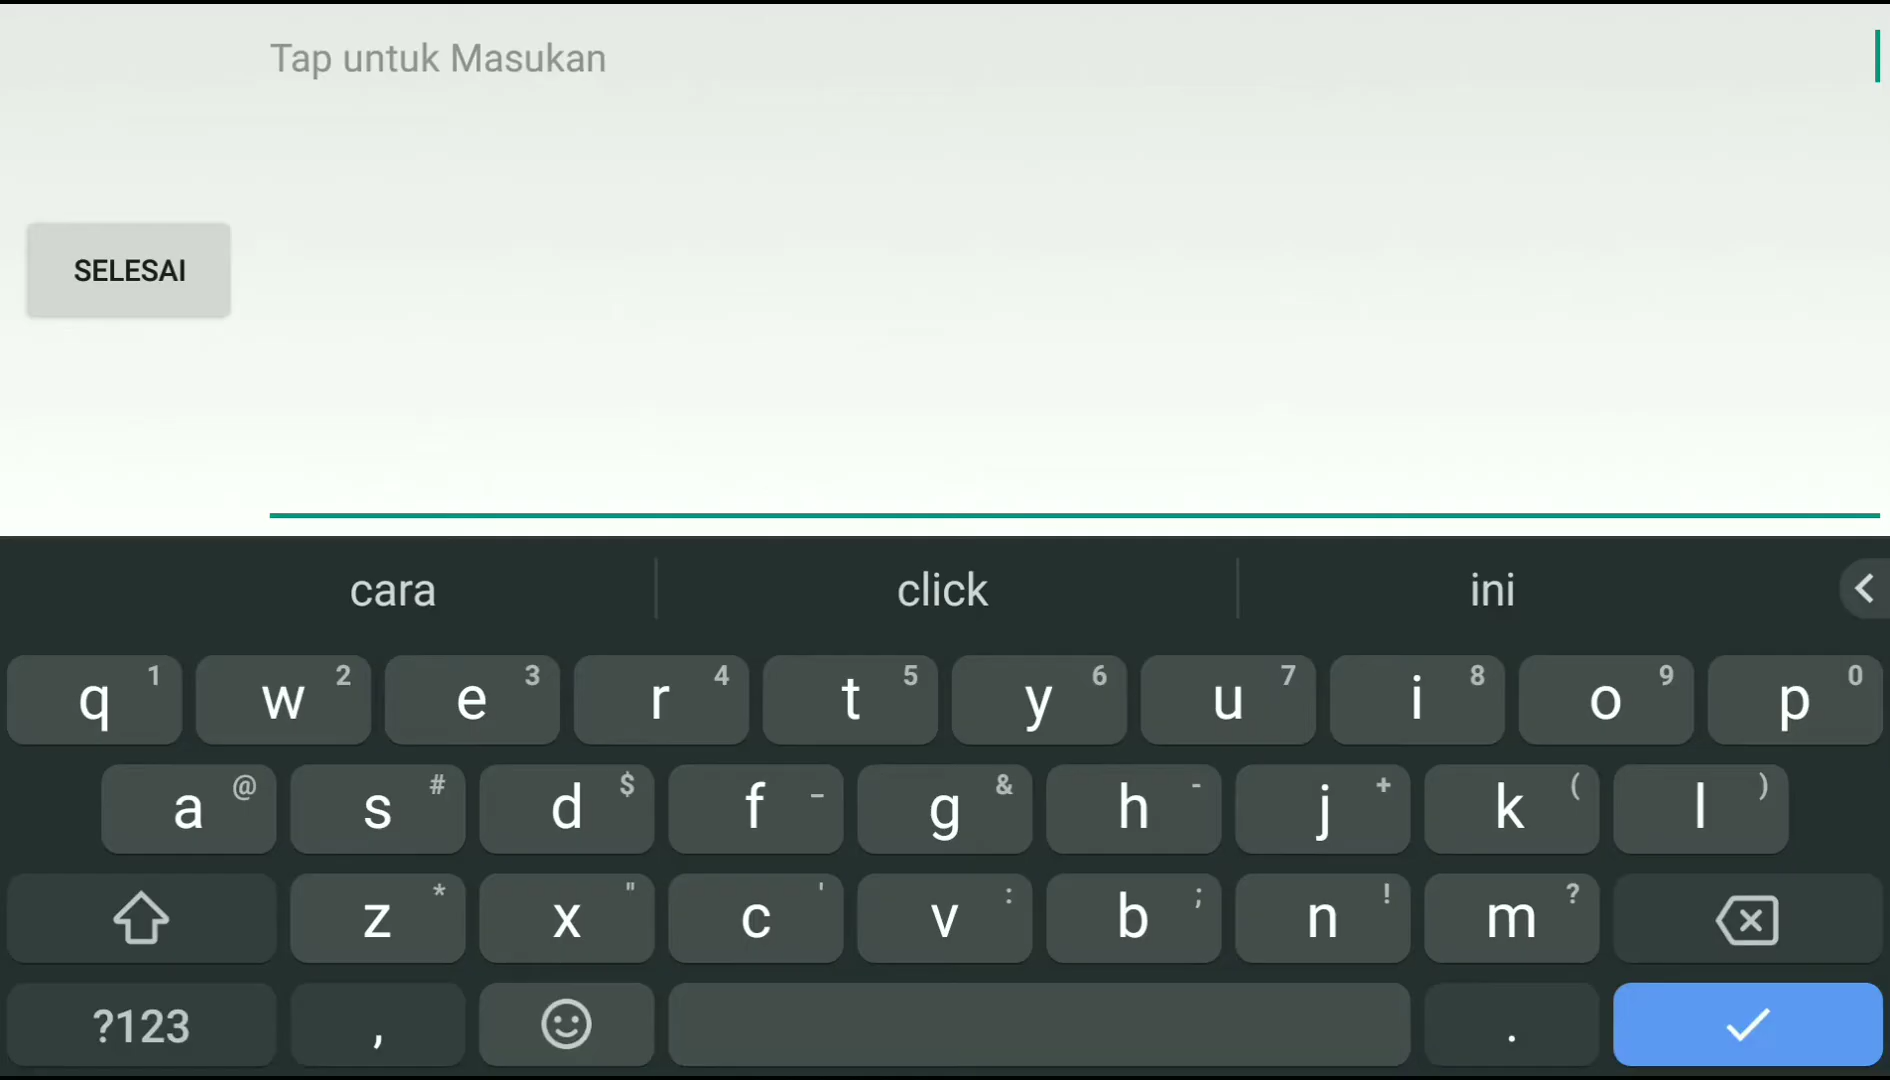 Tap untuk Masukan
SELESAI
cara click ini
q 1 w 2 e 3 r 4 t 5 y 6 u 7 i 8 o 9 p 0
a @ s # d $ f _ g & h - j + k ( l )
z * x " c ' v : b ; n ! m ?
?123 , .